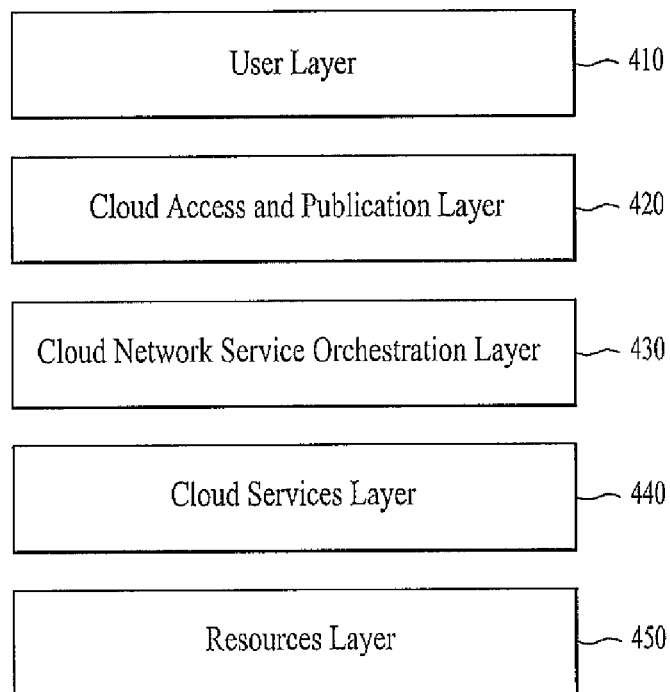 User Layer 410
Cloud Access and Publication Layer 420
Cloud Network Service Orchestration Layer 430
Cloud Services Layer 440
Resources Layer 450